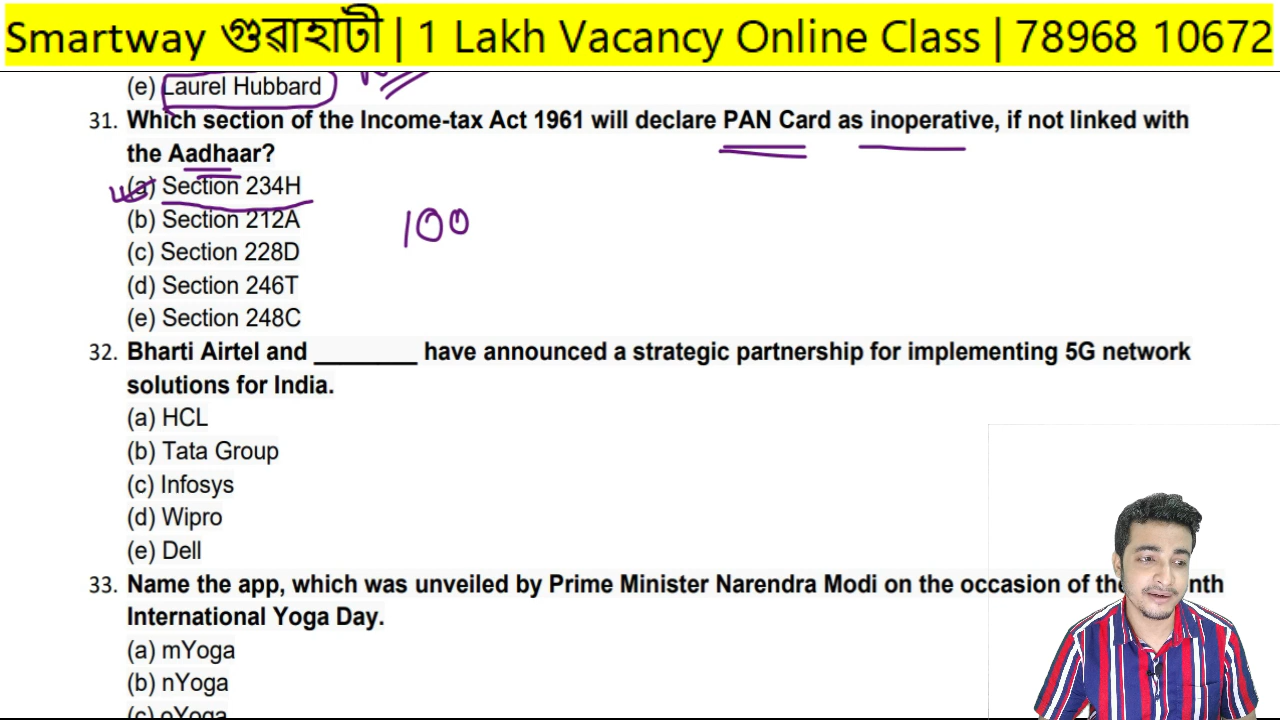 Smartway গুৱাহাটী | 1 Lakh Vacancy Online Class | 78968 10672
(e) Laurel Hubbard
31. Which section of the Income-tax Act 1961 will declare PAN Card as inoperative, if not linked with
the Aadhaar?
(a) Section 234H
(b) Section 212A
100
(c) Section 228D
(d) Section 246T
(e) Section 248C
32. Bharti Airtel and ________ have announced a strategic partnership for implementing 5G network
solutions for India.
(a) HCL
(b) Tata Group
(c) Infosys
(d) Wipro
(e) Dell
33. Name the app, which was unveiled by Prime Minister Narendra Modi on the occasion of the nth
International Yoga Day.
(a) mYoga
(b) nYoga
(c) oYoga